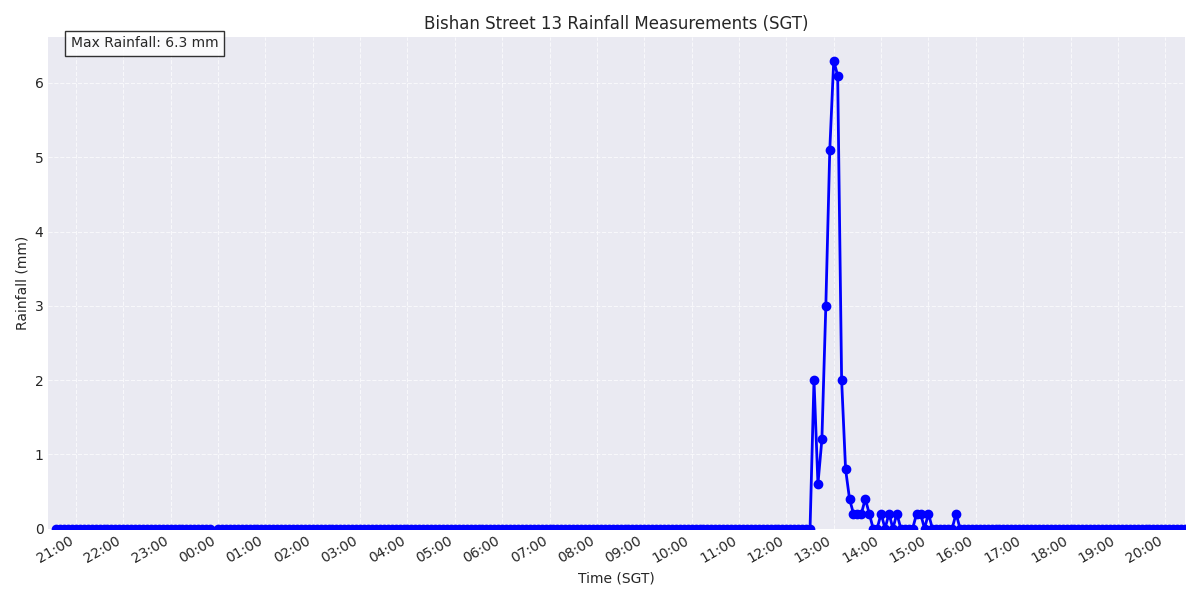 Bishan Street 13 Rainfall Measurements (SGT)
Max Rainfall: 6.3 mm
6
5
4
3
2
1
0
Rainfall (mm)
21:00 22:00 23:00 00:00 01:00 02:00 03:00 04:00 05:00 06:00 07:00 08:00 09:00 10:00 11:00 12:00 13:00 14:00 15:00 16:00 17:00 18:00 19:00 20:00
Time (SGT)